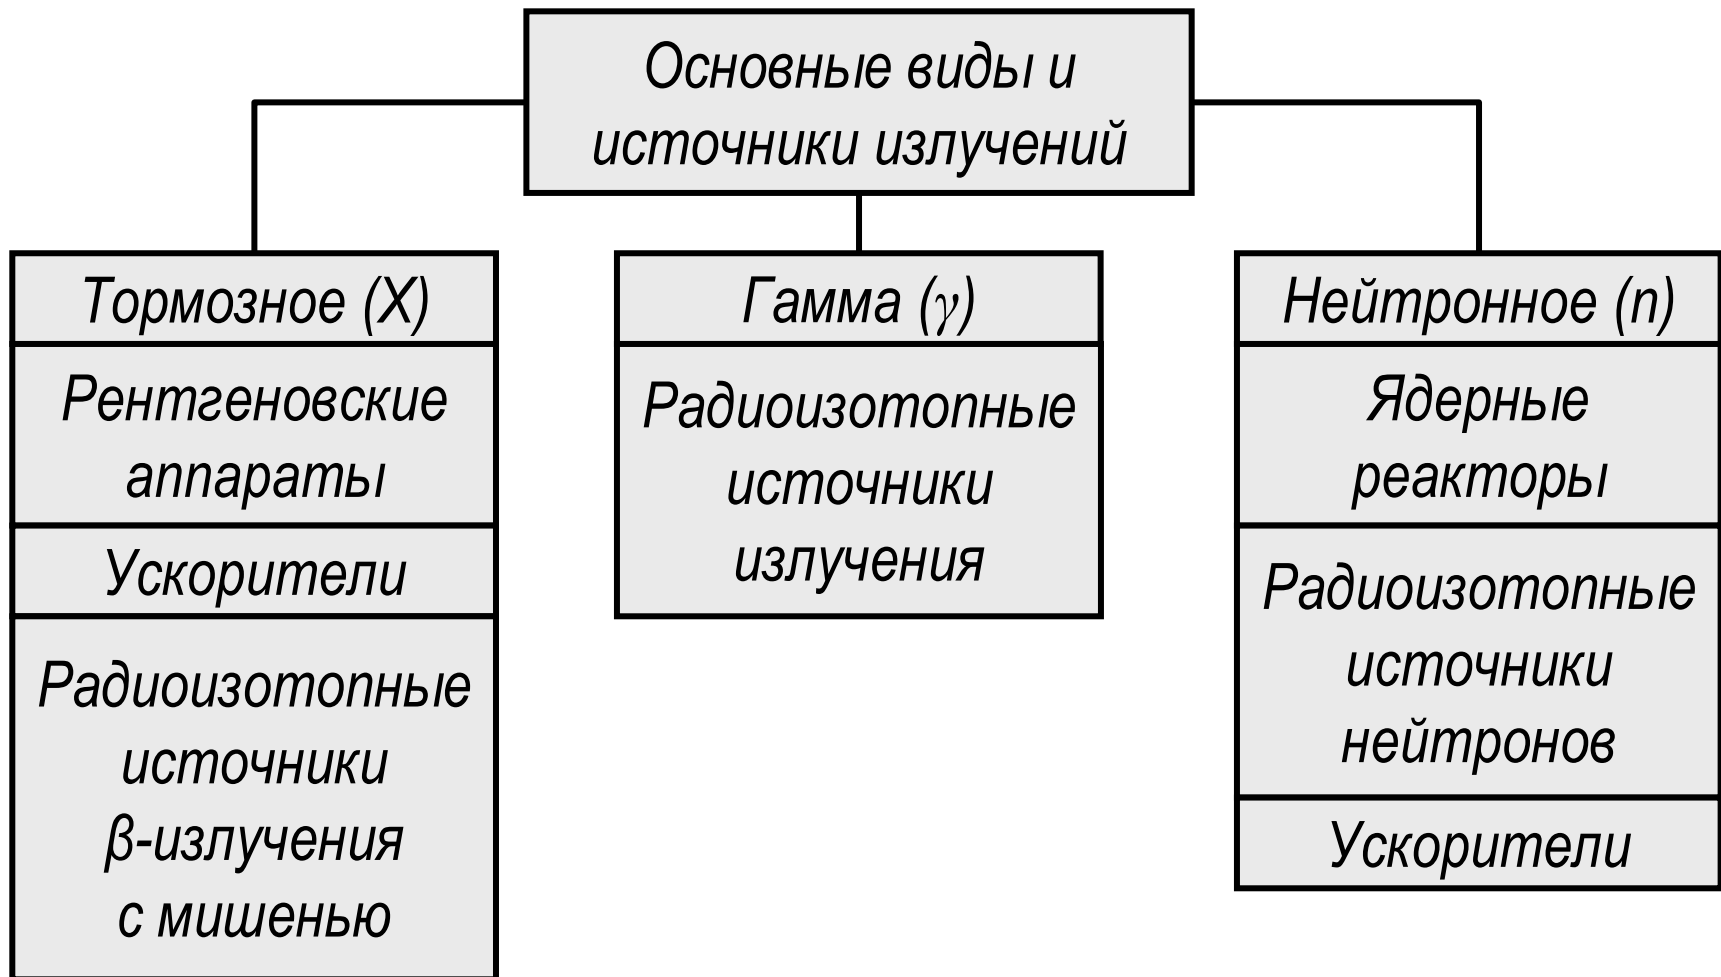 Основные виды и
источники излучений
Тормозное (X)
Рентгеновские
аппараты
Ускорители
Радиоизотопные
источники
β-излучения
с мишенью
Гамма (γ)
Радиоизотопные
источники
излучения
Нейтронное (n)
Ядерные
реакторы
Радиоизотопные
источники
нейтронов
Ускорители